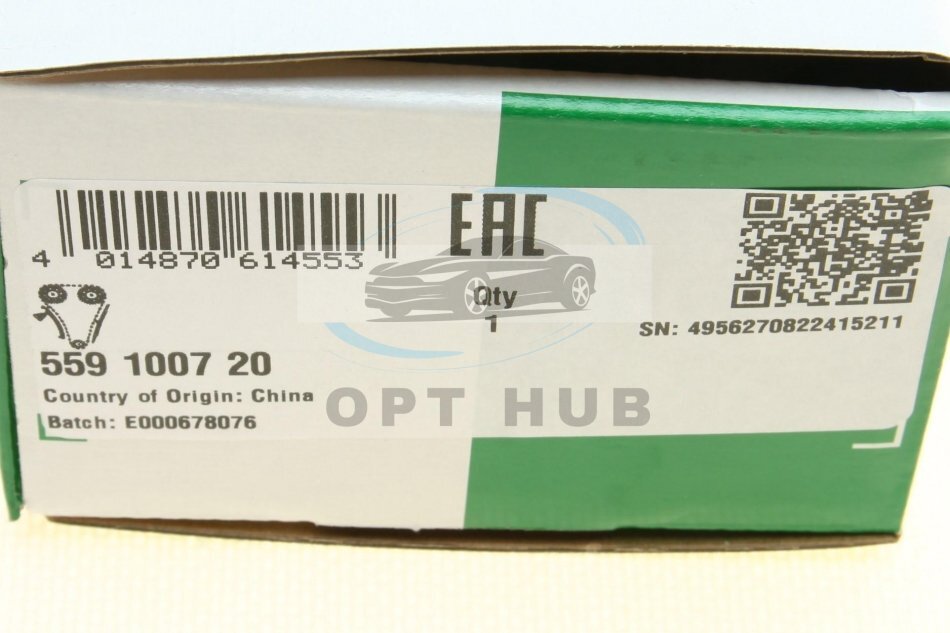 EAC
4 014870 614553
Qty
1
SN: 4956270822415211
559 1007 20
Country of Origin: China
Batch: E000678076
OPT HUB